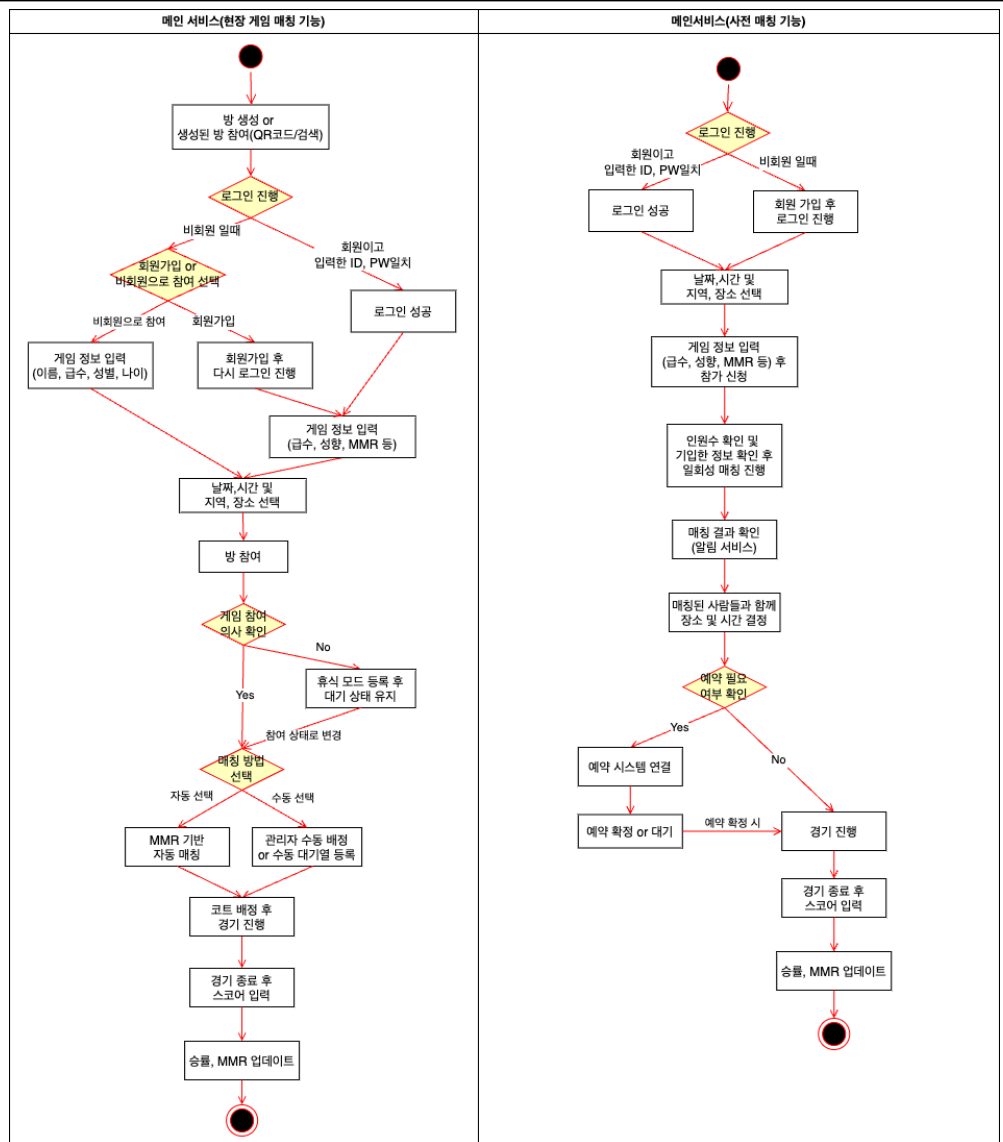 메인 서비스(현장 게임 매칭 기능)
방 생성 or
생성된 방 참여(QR코드/검색)
로그인 진행
비회원 일때
회원이고
입력한 ID, PW일치
회원가입 or
비회원으로 참여 선택
로그인 성공
비회원으로 참여
회원가입
게임 정보 입력
(이름, 급수, 성별, 나이)
회원가입 후
다시 로그인 진행
게임 정보 입력
(급수, 성향, MMR 등)
날짜,시간 및
지역, 장소 선택
방 참여
게임 참여
의사 확인
No
휴식 모드 등록 후
대기 상태 유지
Yes
참여 상태로 변경
매칭 방법
선택
자동 선택
수동 선택
MMR 기반
자동 매칭
관리자 수동 배정
or 수동 대기열 등록
코트 배정 후
경기 진행
경기 종료 후
스코어 입력
승률, MMR 업데이트
메인서비스(사전 매칭 기능)
로그인 진행
회원이고
입력한 ID, PW일치
비회원 일때
로그인 성공
회원 가입 후
로그인 진행
날짜,시간 및
지역, 장소 선택
게임 정보 입력
(급수, 성향, MMR 등) 후
참가 신청
인원수 확인 및
기입한 정보 확인 후
일회성 매칭 진행
매칭 결과 확인
(알림 서비스)
매칭된 사람들과 함께
장소 및 시간 결정
예약 필요
여부 확인
Yes
No
예약 시스템 연결
예약 확정 or 대기
예약 확정 시
경기 진행
경기 종료 후
스코어 입력
승률, MMR 업데이트